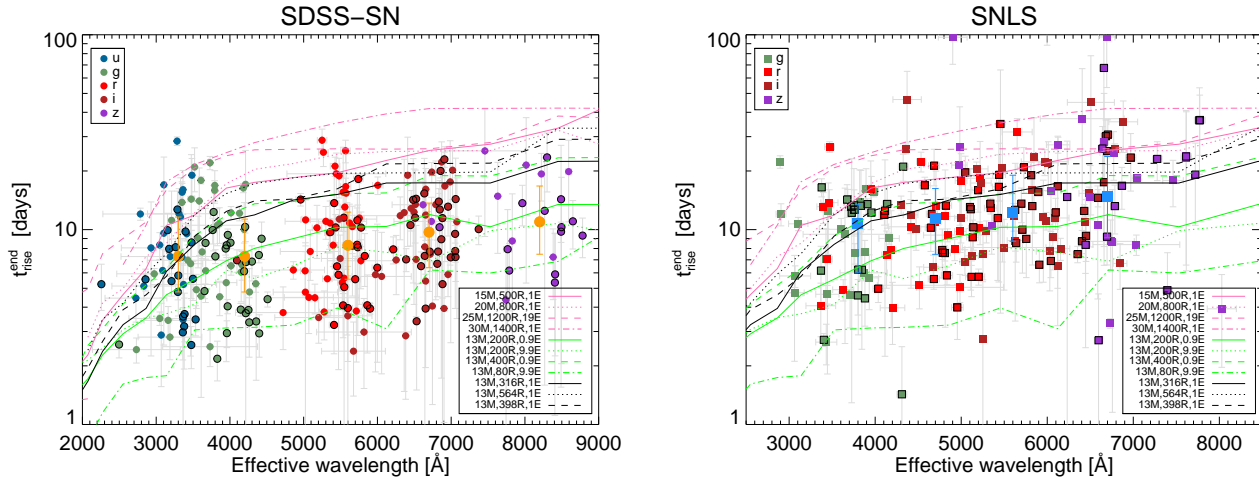 SDSS−SN
100
u
g
r
i
z
10
1
t_rise^end [days]
15M,500R,1E
20M,800R,1E
25M,1200R,19E
30M,1400R,1E
13M,200R,0.9E
13M,200R,9.9E
13M,400R,0.9E
13M,80R,9.9E
13M,316R,1E
13M,564R,1E
13M,398R,1E
2000 3000 4000 5000 6000 7000 8000 9000
Effective wavelength [Å]
SNLS
100
g
r
i
z
10
1
t_rise^end [days]
15M,500R,1E
20M,800R,1E
25M,1200R,19E
30M,1400R,1E
13M,200R,0.9E
13M,200R,9.9E
13M,400R,0.9E
13M,80R,9.9E
13M,316R,1E
13M,564R,1E
13M,398R,1E
3000 4000 5000 6000 7000 8000
Effective wavelength [Å]